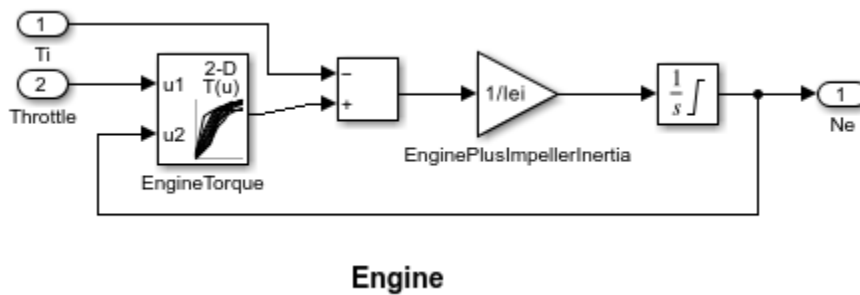 1
Ti
2
Throttle
2-D
T(u)
u1
u2
EngineTorque
−
+
1/Iei
EnginePlusImpellerInertia
1
s
1
Ne
Engine